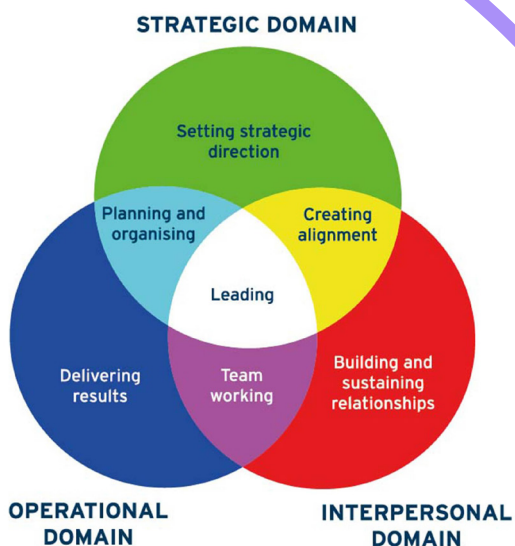 STRATEGIC DOMAIN
Setting strategic
direction
Planning and
organising
Creating
alignment
Leading
Delivering
results
Team
working
Building and
sustaining
relationships
OPERATIONAL
DOMAIN
INTERPERSONAL
DOMAIN